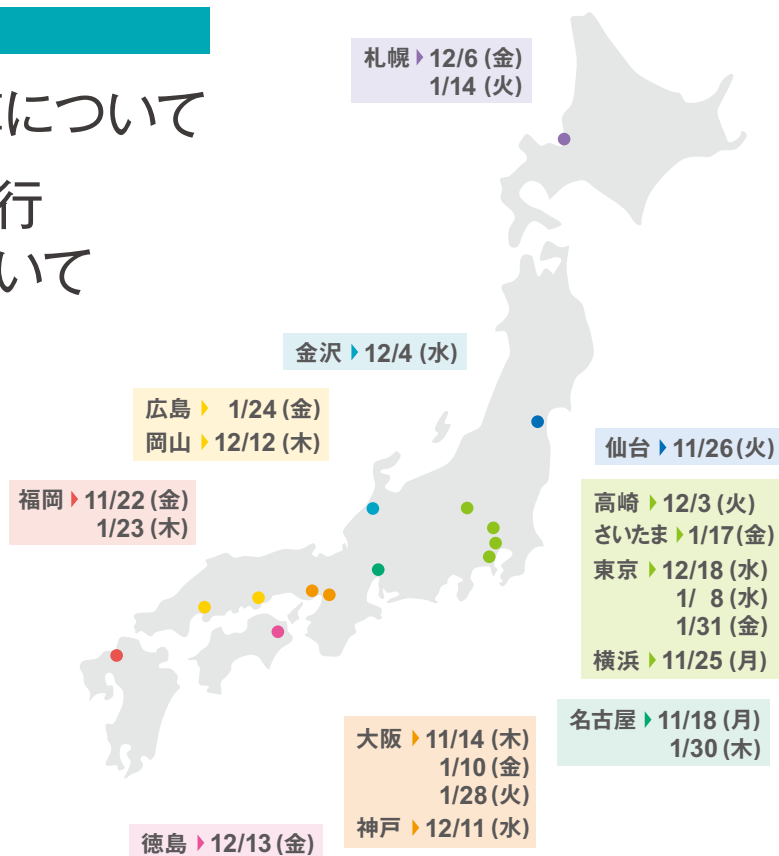 について
行
いて
札幌 12/6 (金)
1/14 (火)
金沢 12/4 (水)
広島 1/24 (金)
岡山 12/12 (木)
仙台 11/26 (火)
福岡 11/22 (金)
1/23 (木)
高崎 12/3 (火)
さいたま 1/17 (金)
東京 12/18 (水)
1/ 8 (水)
1/31 (金)
横浜 11/25 (月)
名古屋 11/18 (月)
1/30 (木)
大阪 11/14 (木)
1/10 (金)
1/28 (火)
神戸 12/11 (水)
徳島 12/13 (金)